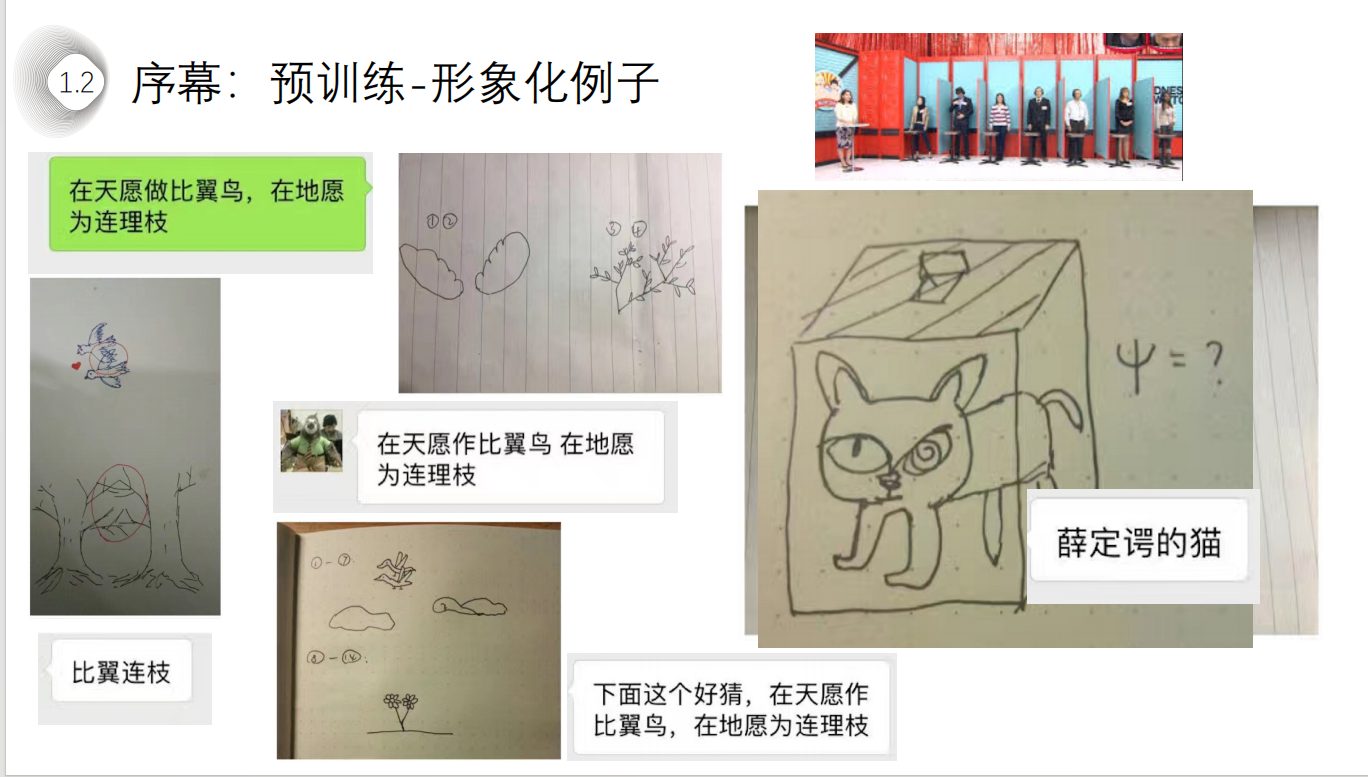 1.2
序幕：预训练-形象化例子
在天愿做比翼鸟，在地愿
为连理枝
①②
③④
在天愿作比翼鸟 在地愿
为连理枝
比翼连枝
①-⑦.
⑧-⑭.
下面这个好猜，在天愿作
比翼鸟，在地愿为连理枝
ψ = ?
薛定谔的猫